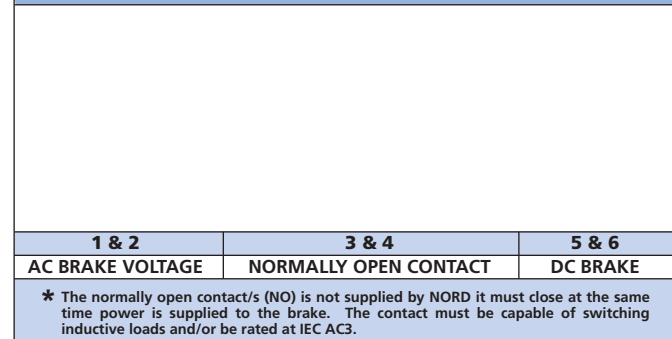 1 & 2 3 & 4 5 & 6
AC BRAKE VOLTAGE NORMALLY OPEN CONTACT DC BRAKE
* The normally open contact/s (NO) is not supplied by NORD it must close at the same
time power is supplied to the brake. The contact must be capable of switching
inductive loads and/or be rated at IEC AC3.